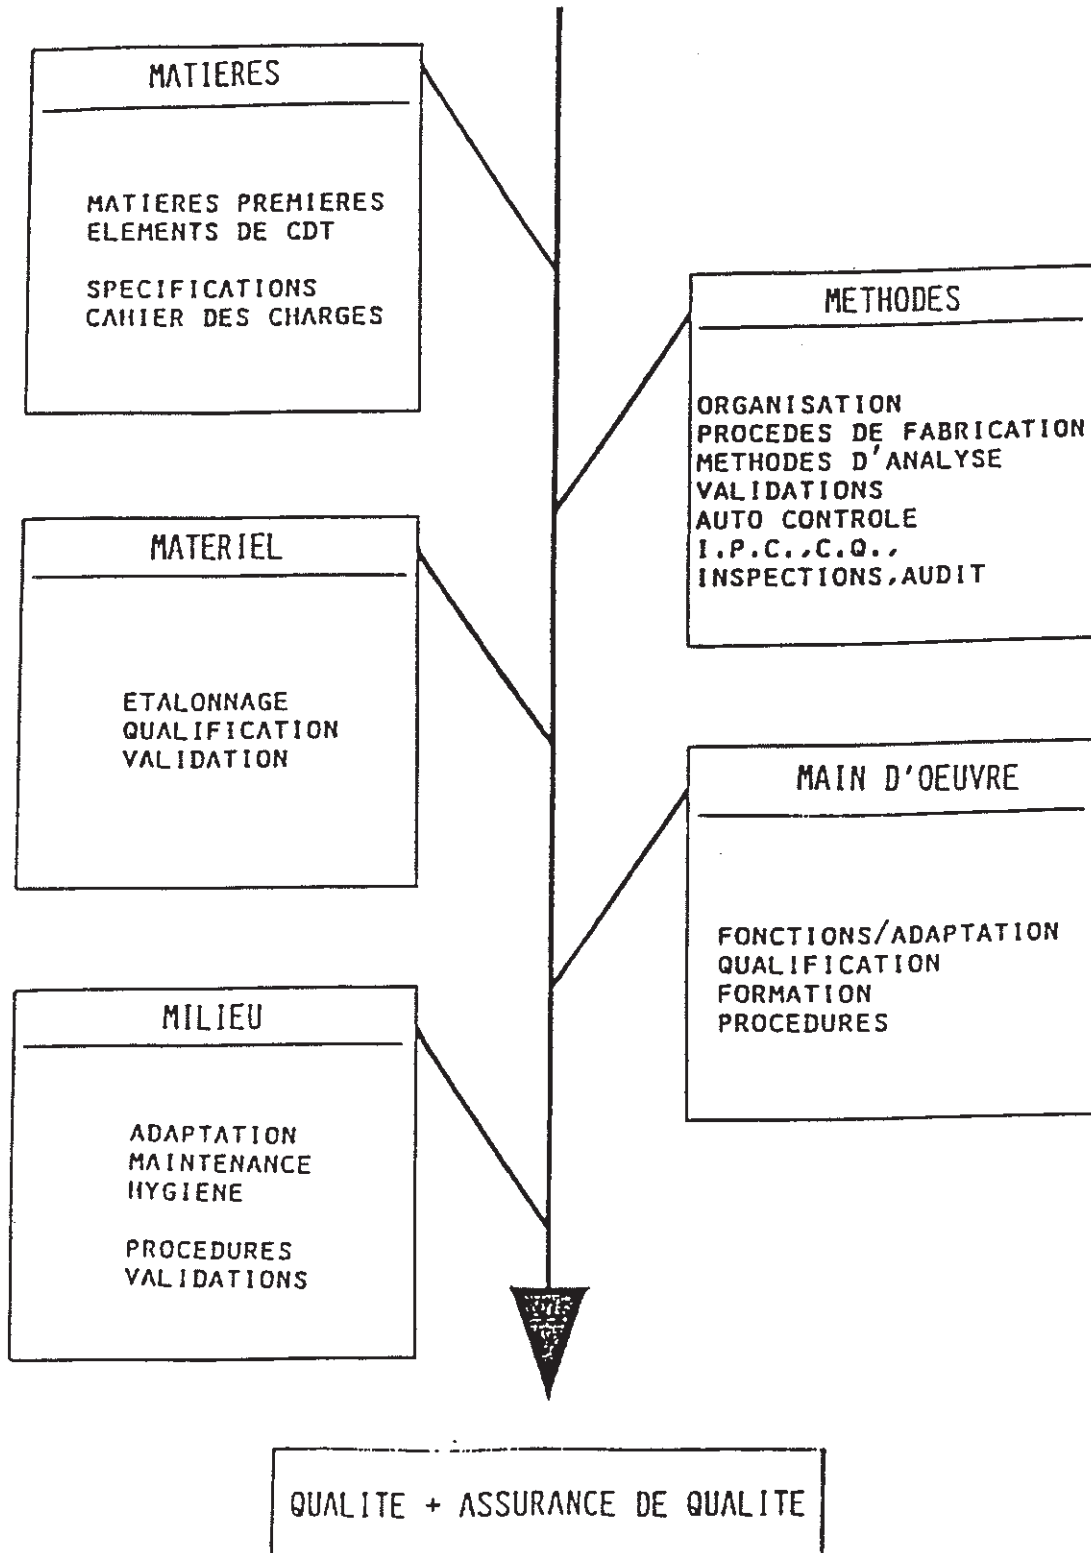 MATIERES
MATIERES PREMIERES
ELEMENTS DE CDT
SPECIFICATIONS
CAHIER DES CHARGES
METHODES
ORGANISATION
PROCEDES DE FABRICATION
METHODES D'ANALYSE
VALIDATIONS
AUTO CONTROLE
I.P.C.,C.Q.,
INSPECTIONS,AUDIT
MATERIEL
ETALONNAGE
QUALIFICATION
VALIDATION
MAIN D'OEUVRE
FONCTIONS/ADAPTATION
QUALIFICATION
FORMATION
PROCEDURES
MILIEU
ADAPTATION
MAINTENANCE
HYGIENE
PROCEDURES
VALIDATIONS
QUALITE + ASSURANCE DE QUALITE